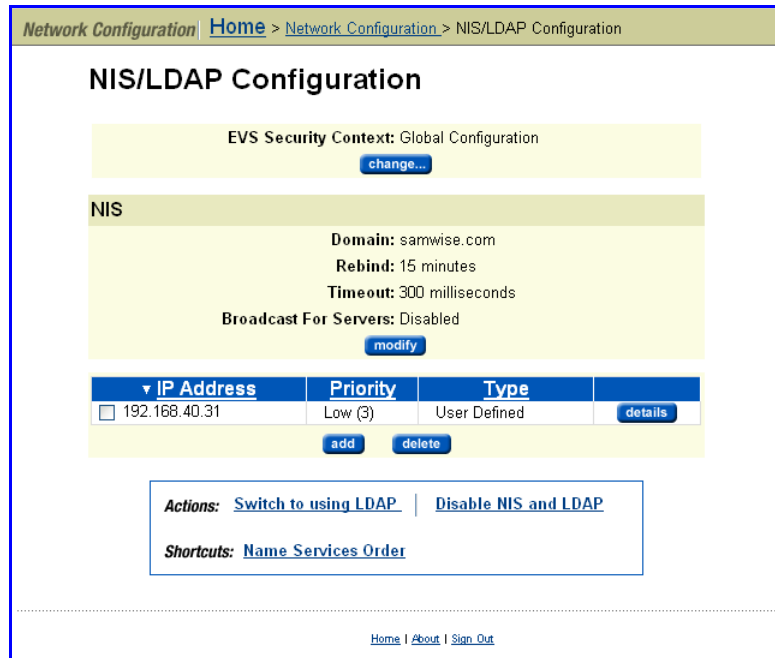 Network Configuration Home > Network Configuration > NIS/LDAP Configuration
NIS/LDAP Configuration
EVS Security Context: Global Configuration
change...
NIS
Domain: samwise.com
Rebind: 15 minutes
Timeout: 300 milliseconds
Broadcast For Servers: Disabled
modify
IP Address Priority Type
192.168.40.31 Low (3) User Defined details
add delete
Actions: Switch to using LDAP | Disable NIS and LDAP
Shortcuts: Name Services Order
Home | About | Sign Out